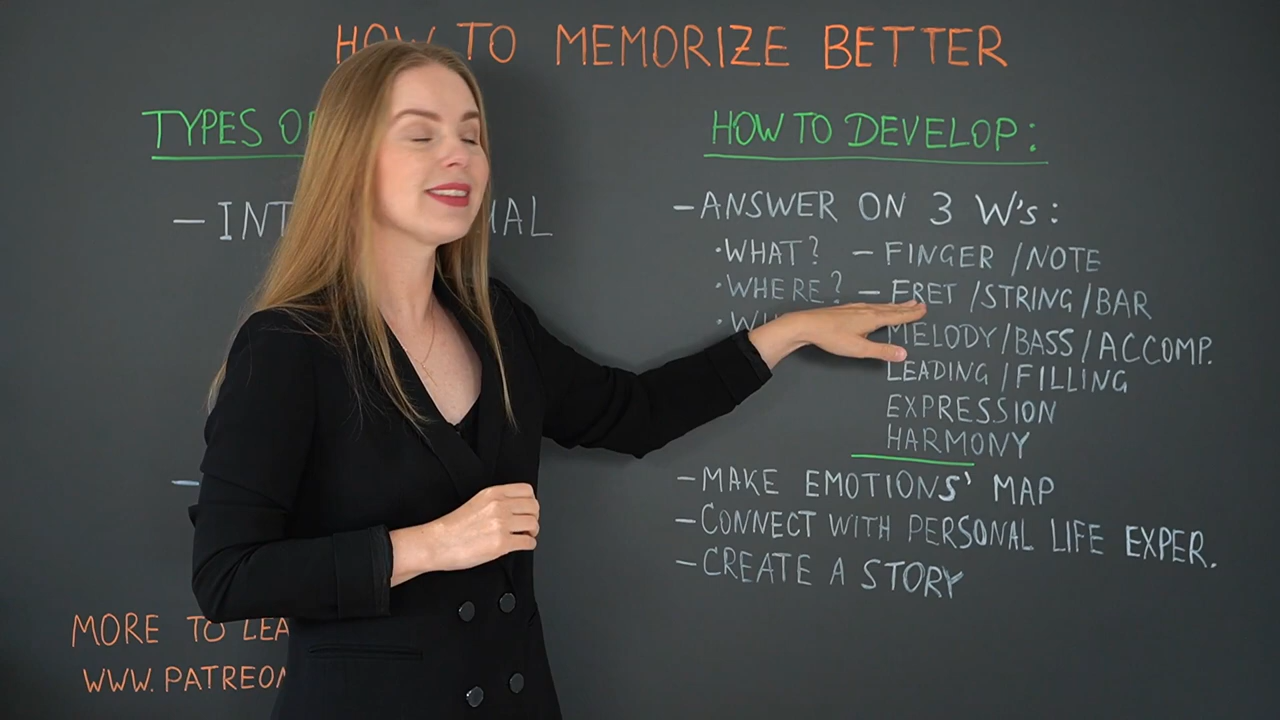 HOW TO MEMORIZE BETTER
TYPES O
- INT
- 
HOW TO DEVELOP:
- ANSWER ON 3 W's:
· WHAT? - FINGER / NOTE
· WHERE? - FRET / STRING / BAR
· W
MELODY / BASS / ACCOMP.
LEADING / FILLING
EXPRESSION
HARMONY
- MAKE EMOTIONS' MAP
- CONNECT WITH PERSONAL LIFE EXPER.
- CREATE A STORY
MORE TO LEA
WWW.PATREON